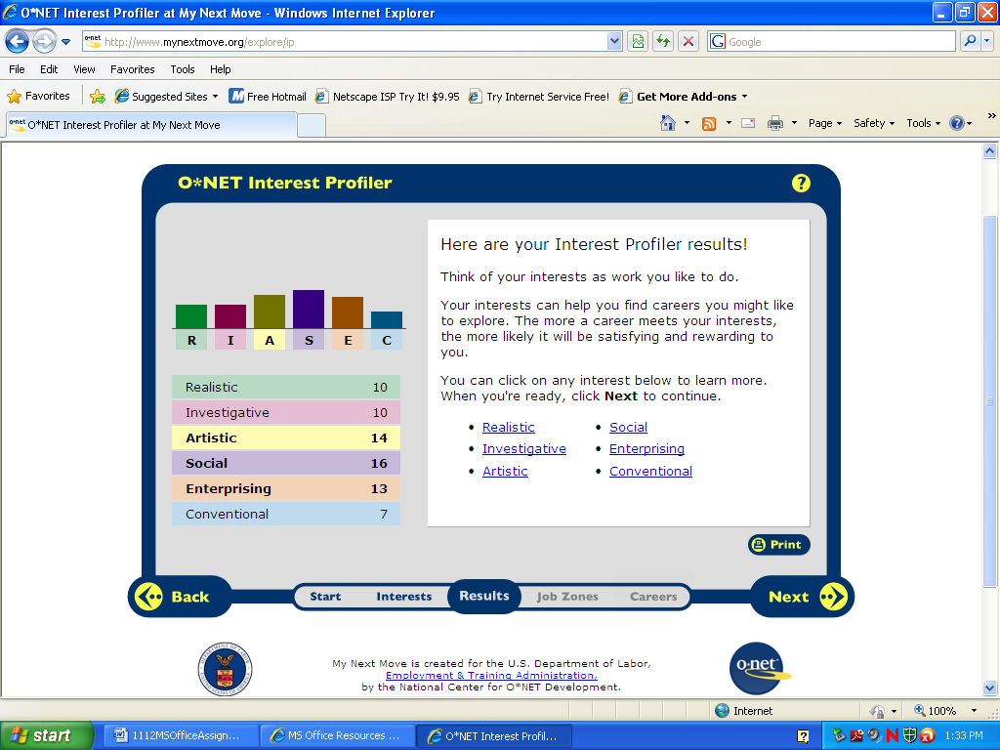 O*NET Interest Profiler at My Next Move - Windows Internet Explorer
http://www.mynextmove.org/explore/ip
Google
File Edit View Favorites Tools Help
Favorites Suggested Sites Free Hotmail Netscape ISP Try It! $9.95 Try Internet Service Free! Get More Add-ons
O*NET Interest Profiler at My Next Move
Page Safety Tools »
O*NET Interest Profiler ?
Here are your Interest Profiler results!
Think of your interests as work you like to do.
Your interests can help you find careers you might like
to explore. The more a career meets your interests,
the more likely it will be satisfying and rewarding to
you.
You can click on any interest below to learn more.
When you're ready, click Next to continue.
• Realistic • Social
• Investigative • Enterprising
• Artistic • Conventional
R I A S E C
Realistic 10
Investigative 10
Artistic 14
Social 16
Enterprising 13
Conventional 7
Print
Back Start Interests Results Job Zones Careers Next
My Next Move is created for the U.S. Department of Labor,
Employment & Training Administration,
by the National Center for O*NET Development.
o·net
Internet 100%
start 1112MSOfficeAssign... MS Office Resources ... O*NET Interest Profil... 1:33 PM